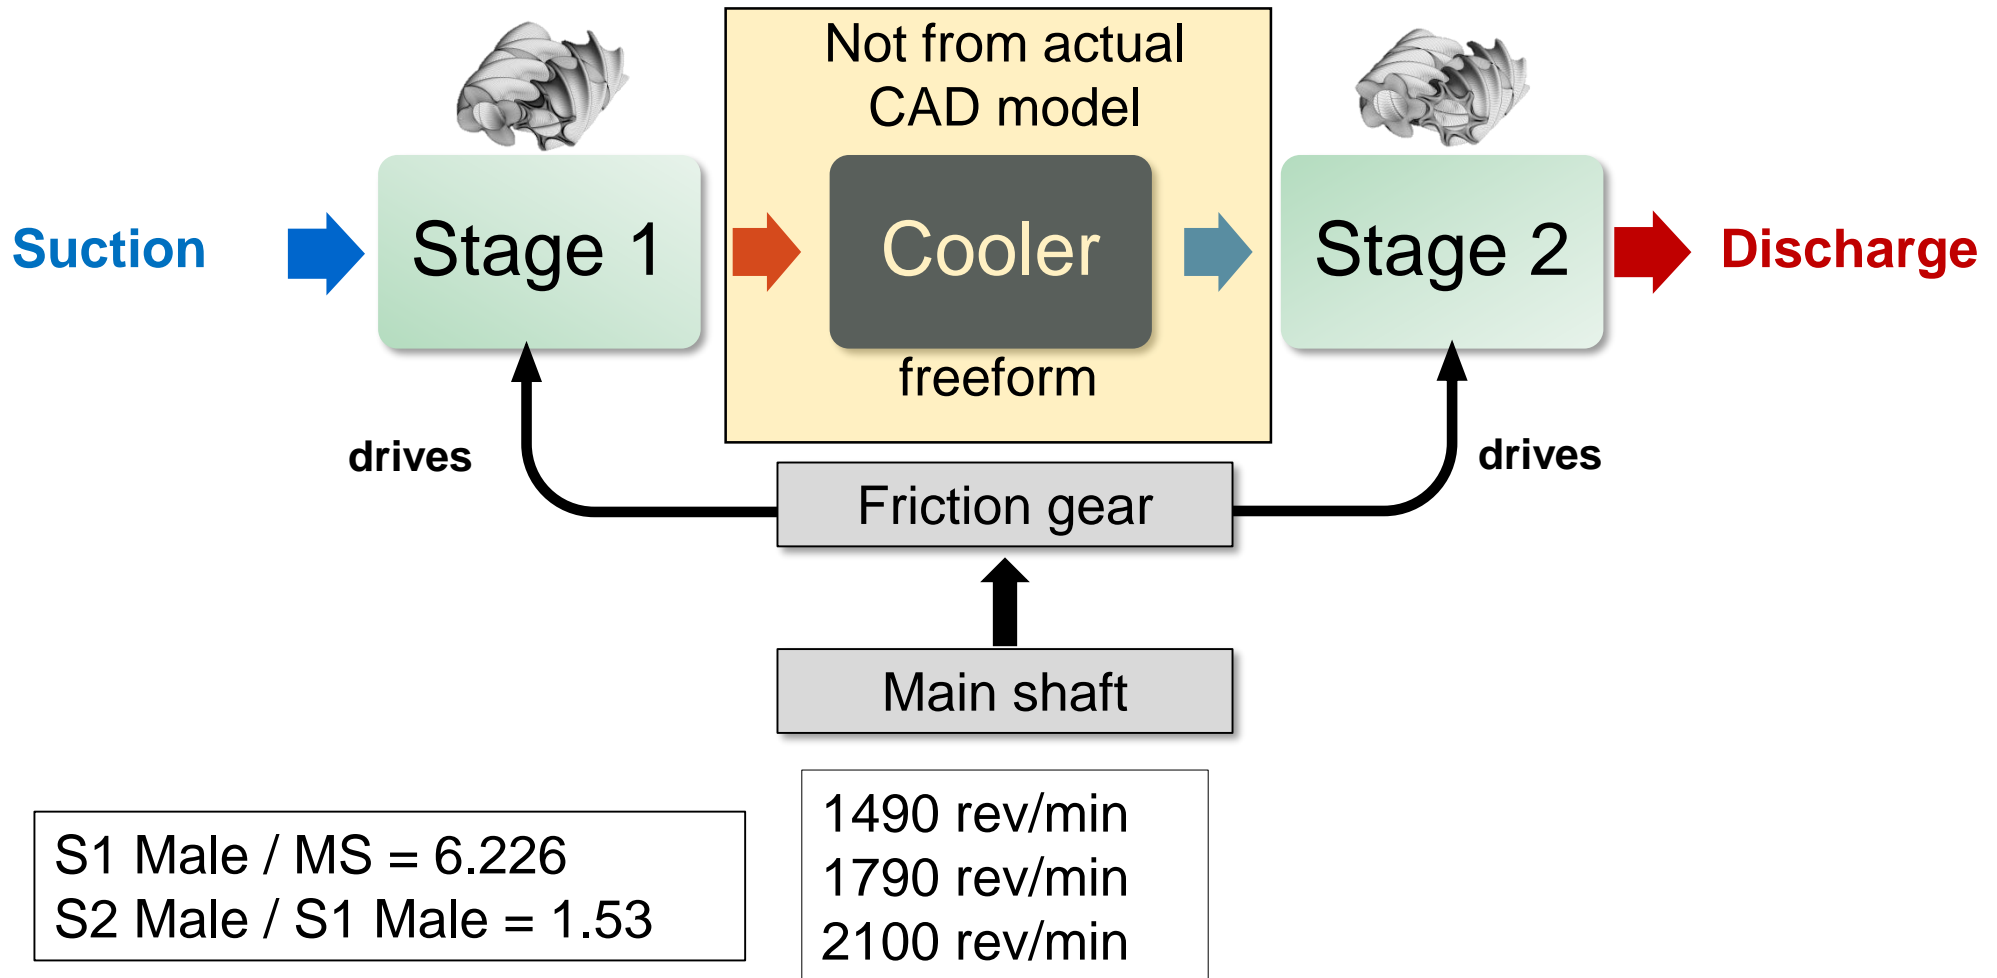 Not from actual
CAD model
Suction
Stage 1
Cooler
Stage 2
Discharge
freeform
drives
drives
Friction gear
Main shaft
S1 Male / MS = 6.226
S2 Male / S1 Male = 1.53
1490 rev/min
1790 rev/min
2100 rev/min